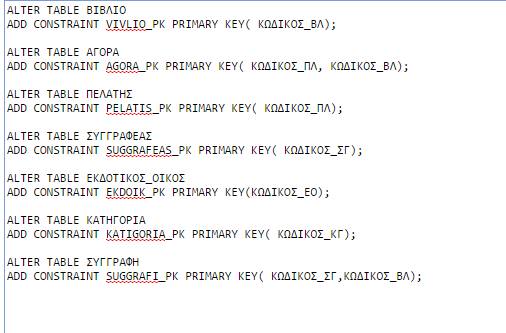 ALTER TABLE ΒΙΒΛΙΟ
ADD CONSTRAINT VIVLIO_PK PRIMARY KEY( ΚΩΔΙΚΟΣ_ΒΛ);
ALTER TABLE ΑΓΟΡΑ
ADD CONSTRAINT AGORA_PK PRIMARY KEY( ΚΩΔΙΚΟΣ_ΠΛ, ΚΩΔΙΚΟΣ_ΒΛ);
ALTER TABLE ΠΕΛΑΤΗΣ
ADD CONSTRAINT PELATIS_PK PRIMARY KEY( ΚΩΔΙΚΟΣ_ΠΛ);
ALTER TABLE ΣΥΓΓΡΑΦΕΑΣ
ADD CONSTRAINT SUGGRAFEAS_PK PRIMARY KEY( ΚΩΔΙΚΟΣ_ΣΓ);
ALTER TABLE ΕΚΔΟΤΙΚΟΣ_ΟΙΚΟΣ
ADD CONSTRAINT EKDOIK_PK PRIMARY KEY(ΚΩΔΙΚΟΣ_ΕΟ);
ALTER TABLE ΚΑΤΗΓΟΡΙΑ
ADD CONSTRAINT KATIGORIA_PK PRIMARY KEY( ΚΩΔΙΚΟΣ_ΚΓ);
ALTER TABLE ΣΥΓΓΡΑΦΗ
ADD CONSTRAINT SUGGRAFI_PK PRIMARY KEY( ΚΩΔΙΚΟΣ_ΣΓ,ΚΩΔΙΚΟΣ_ΒΛ);